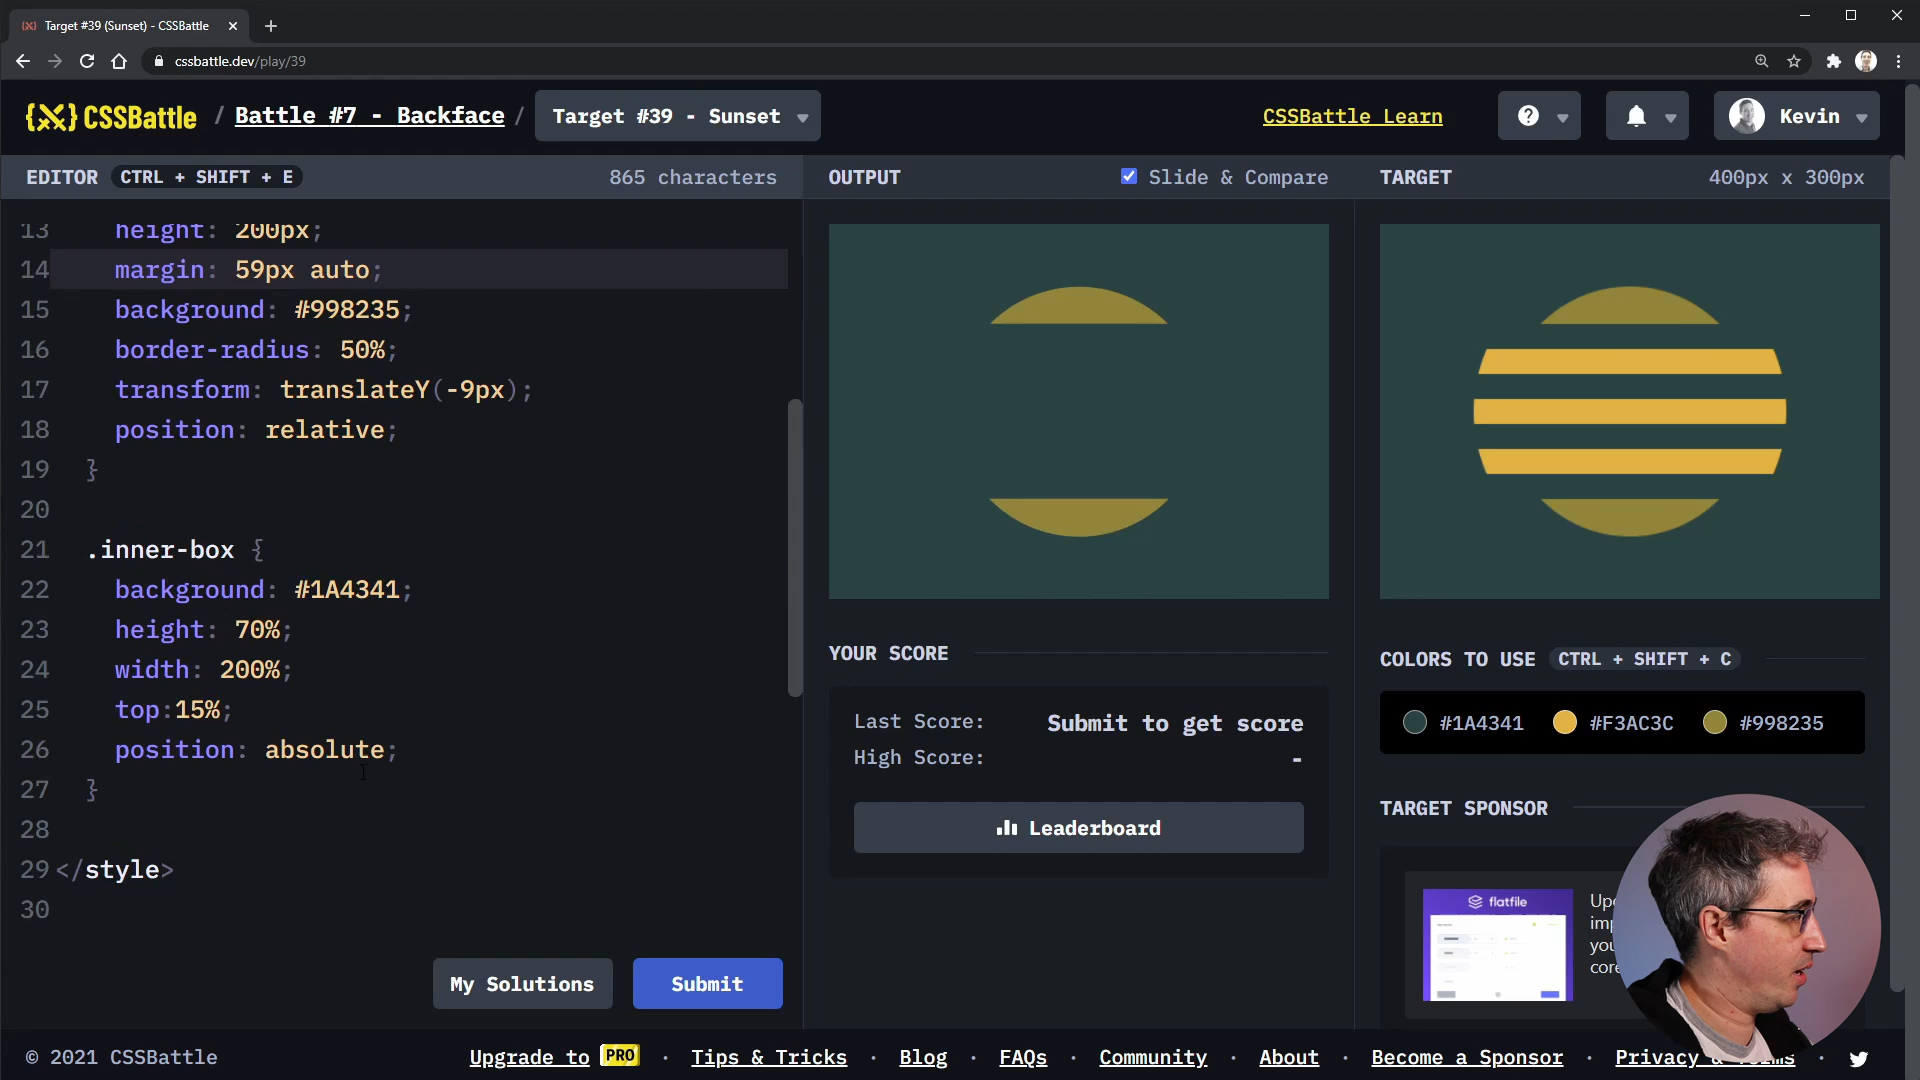 Target #39 (Sunset) - CSSBattle
cssbattle.dev/play/39
CSSBattle / Battle #7 - Backface / Target #39 - Sunset
CSSBattle Learn
Kevin
EDITOR CTRL + SHIFT + E 865 characters
OUTPUT Slide & Compare
TARGET 400px x 300px
13 height: 200px;
14 margin: 59px auto;
15 background: #998235;
16 border-radius: 50%;
17 transform: translateY(-9px);
18 position: relative;
19 }
20
21 .inner-box {
22 background: #1A4341;
23 height: 70%;
24 width: 200%;
25 top:15%;
26 position: absolute;
27 }
28
29 </style>
30
My Solutions Submit
YOUR SCORE
Last Score: Submit to get score
High Score: -
Leaderboard
COLORS TO USE CTRL + SHIFT + C
#1A4341 #F3AC3C #998235
TARGET SPONSOR
flatfile
© 2021 CSSBattle
Upgrade to PRO · Tips & Tricks · Blog · FAQs · Community · About · Become a Sponsor · Privacy